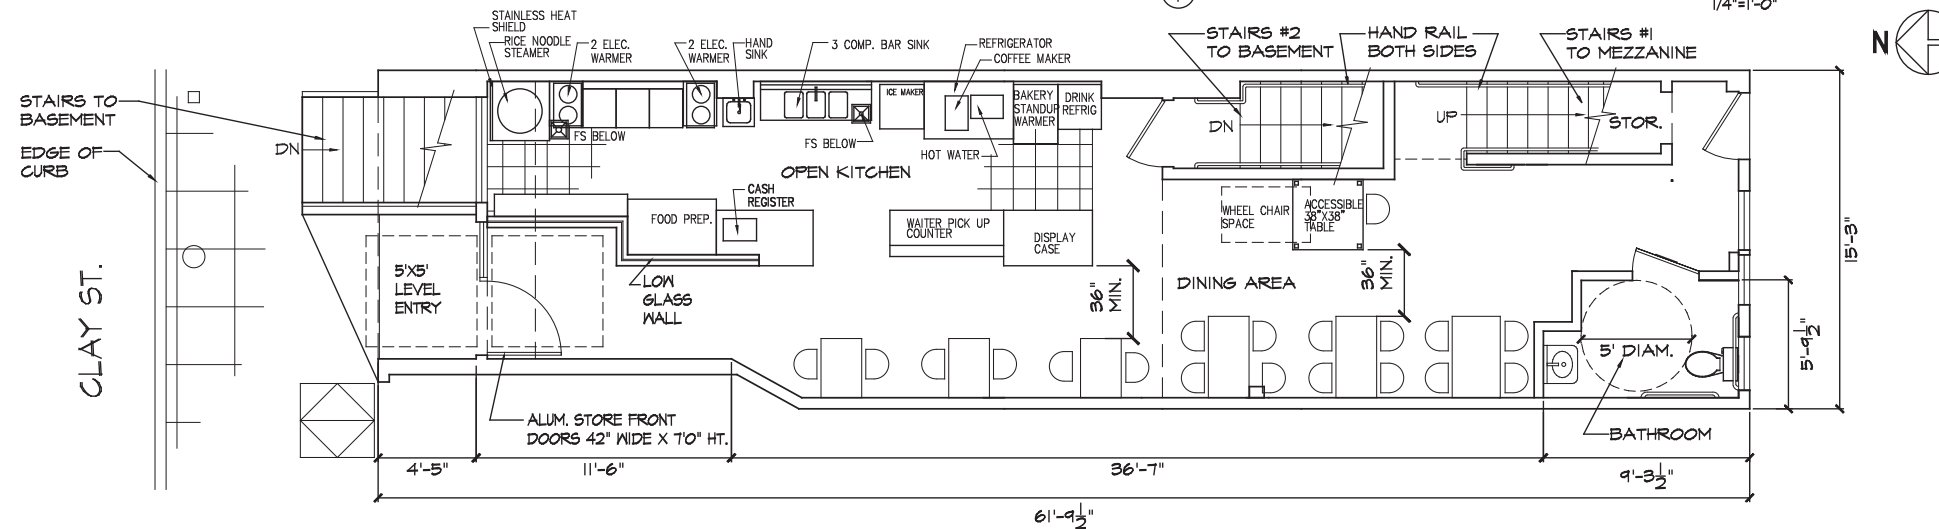 1/4"=1'-0"
N
STAINLESS HEAT
SHIELD
RICE NOODLE
STEAMER
2 ELEC.
WARMER
2 ELEC.
WARMER
HAND
SINK
3 COMP. BAR SINK
REFRIGERATOR
COFFEE MAKER
STAIRS #2
TO BASEMENT
HAND RAIL
BOTH SIDES
STAIRS #1
TO MEZZANINE
STAIRS TO
BASEMENT
EDGE OF
CURB
DN
ICE MAKER
BAKERY
STANDUP
WARMER
DRINK
REFRIG
DN
UP
STOR.
FS BELOW
FS BELOW
HOT WATER
OPEN KITCHEN
CASH
REGISTER
FOOD PREP.
WAITER PICK UP
COUNTER
DISPLAY
CASE
WHEEL CHAIR
SPACE
ACCESSIBLE
38"X38"
TABLE
15'-3"
CLAY ST.
5'X5'
LEVEL
ENTRY
LOW
GLASS
WALL
36"
MIN.
DINING AREA
36"
MIN.
5' DIAM.
5'-9 1/2"
ALUM. STORE FRONT
DOORS 42" WIDE X 7'0" HT.
BATHROOM
4'-5"
11'-6"
36'-7"
9'-3 1/2"
61'-9 1/2"